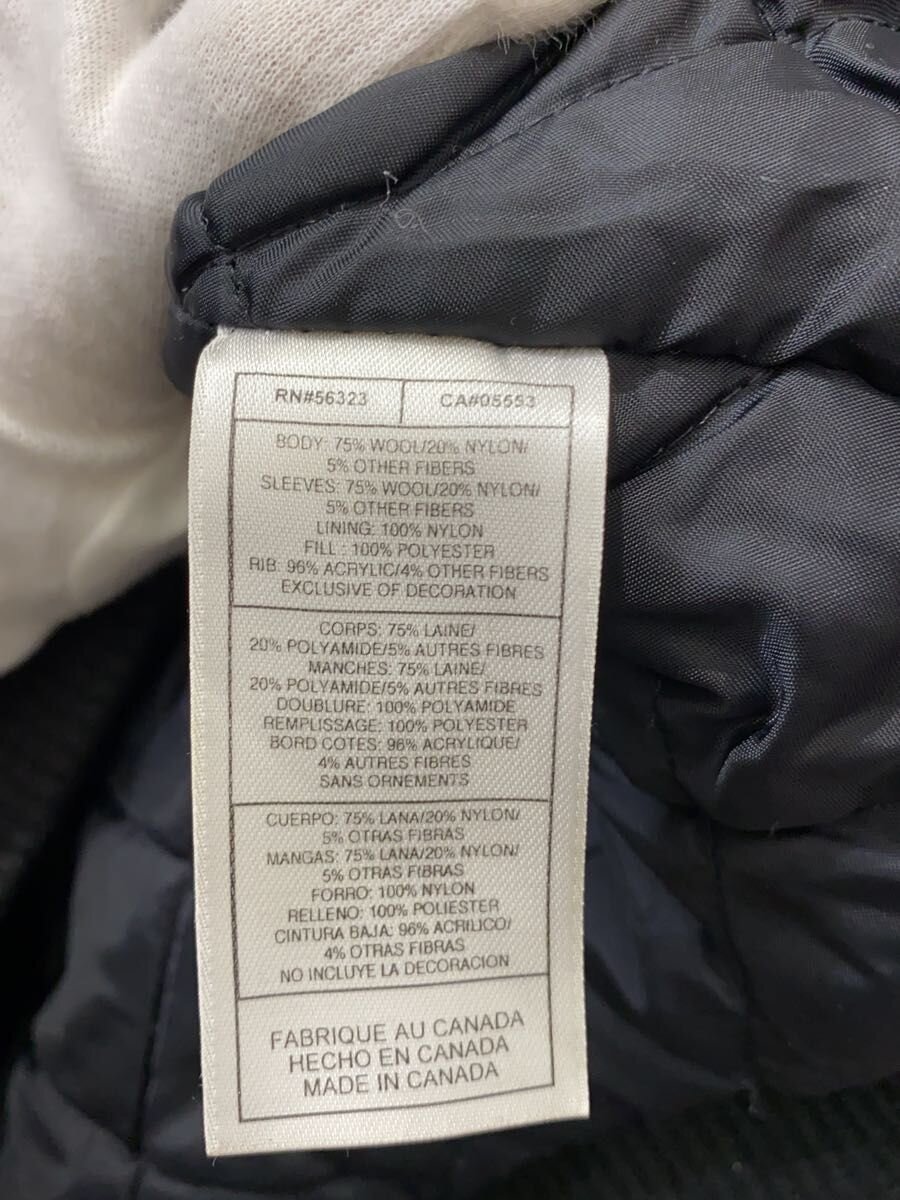 RN#56323 CA#05553
BODY: 75% WOOL/20% NYLON/
5% OTHER FIBERS
SLEEVES: 75% WOOL/20% NYLON/
5% OTHER FIBERS
LINING: 100% NYLON
FILL : 100% POLYESTER
RIB: 96% ACRYLIC/4% OTHER FIBERS
EXCLUSIVE OF DECORATION
CORPS: 75% LAINE/
20% POLYAMIDE/5% AUTRES FIBRES
MANCHES: 75% LAINE/
20% POLYAMIDE/5% AUTRES FIBRES
DOUBLURE: 100% POLYAMIDE
REMPLISSAGE: 100% POLYESTER
BORD COTES: 96% ACRYLIQUE/
4% AUTRES FIBRES
SANS ORNEMENTS
CUERPO: 75% LANA/20% NYLON/
5% OTRAS FIBRAS
MANGAS: 75% LANA/20% NYLON/
5% OTRAS FIBRAS
FORRO: 100% NYLON
RELLENO: 100% POLIESTER
CINTURA BAJA: 96% ACRILICO/
4% OTRAS FIBRAS
NO INCLUYE LA DECORACION
FABRIQUE AU CANADA
HECHO EN CANADA
MADE IN CANADA